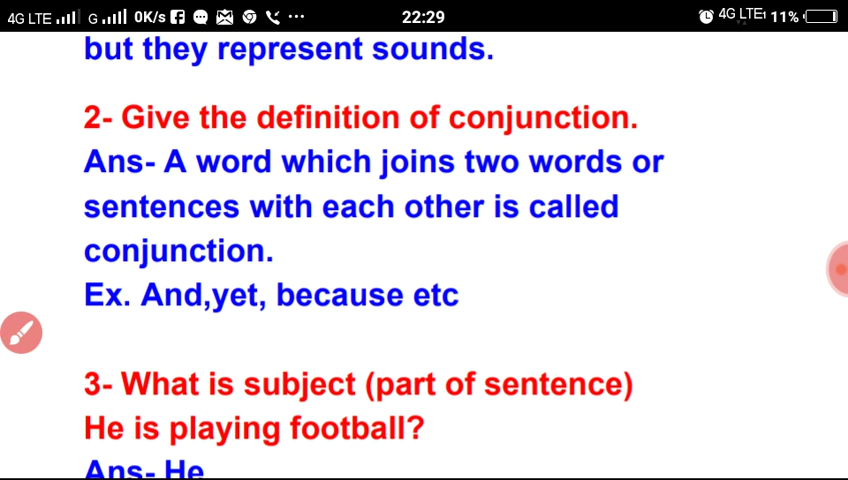 4G LTE G 0K/s 22:29 4G LTE 11%
but they represent sounds.
2- Give the definition of conjunction.
Ans- A word which joins two words or
sentences with each other is called
conjunction.
Ex. And,yet, because etc
3- What is subject (part of sentence)
He is playing football?
Ans- He